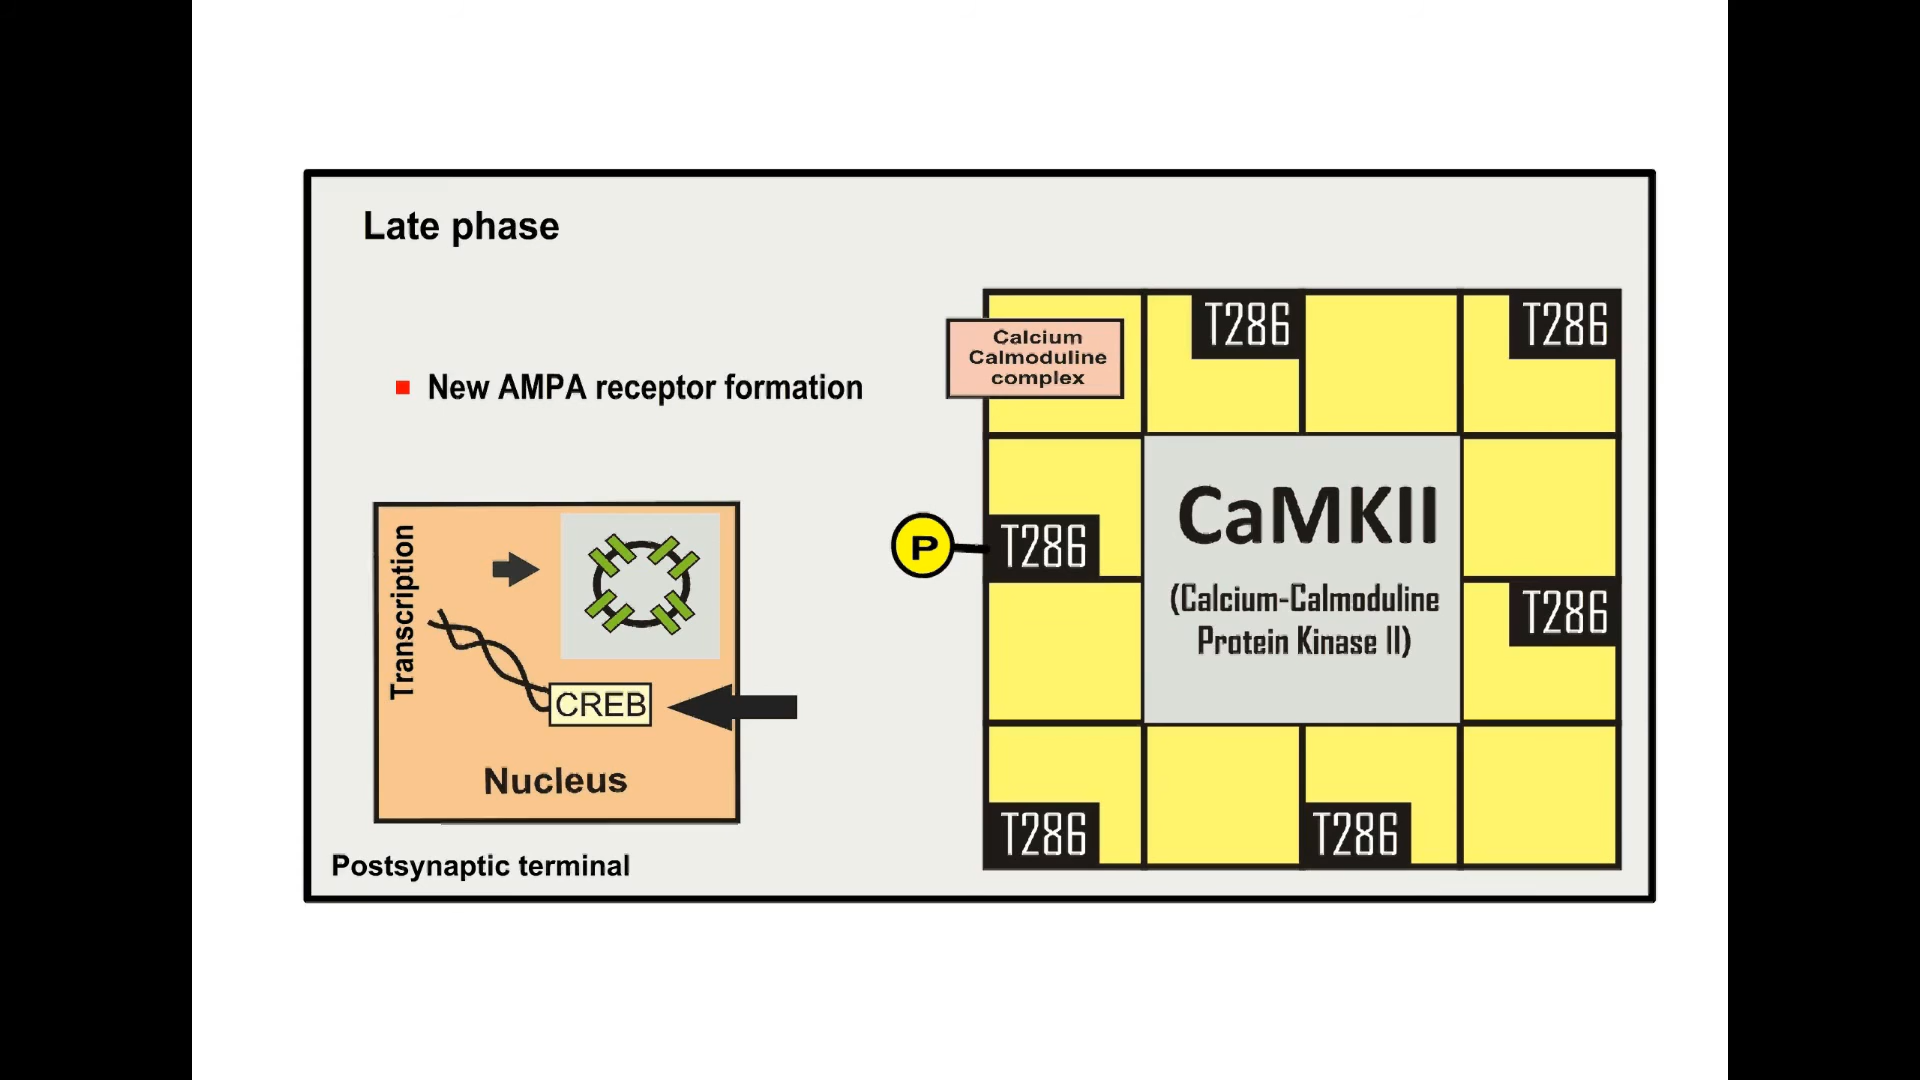 Late phase
New AMPA receptor formation
Calcium
Calmoduline
complex
T286
T286
P
T286
CaMKII
(Calcium-Calmoduline
Protein Kinase II)
T286
T286
T286
Transcription
CREB
Nucleus
Postsynaptic terminal